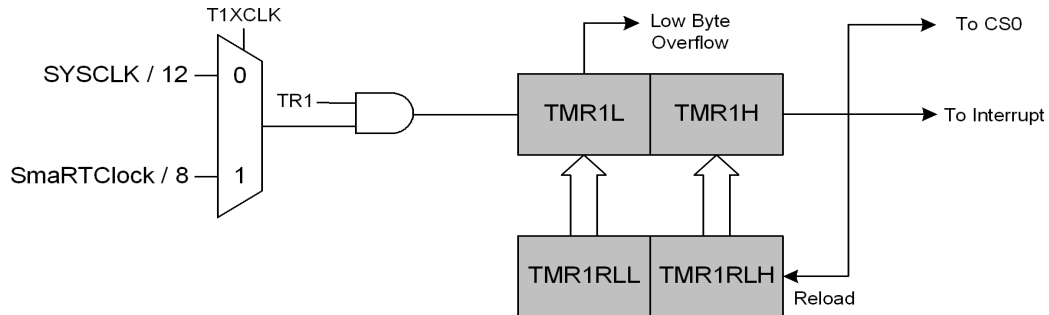 T1XCLK
SYSCLK / 12
0
TR1
SmaRTClock / 8
1
Low Byte
Overflow
To CS0
TMR1L
TMR1H
To Interrupt
TMR1RLL
TMR1RLH
Reload